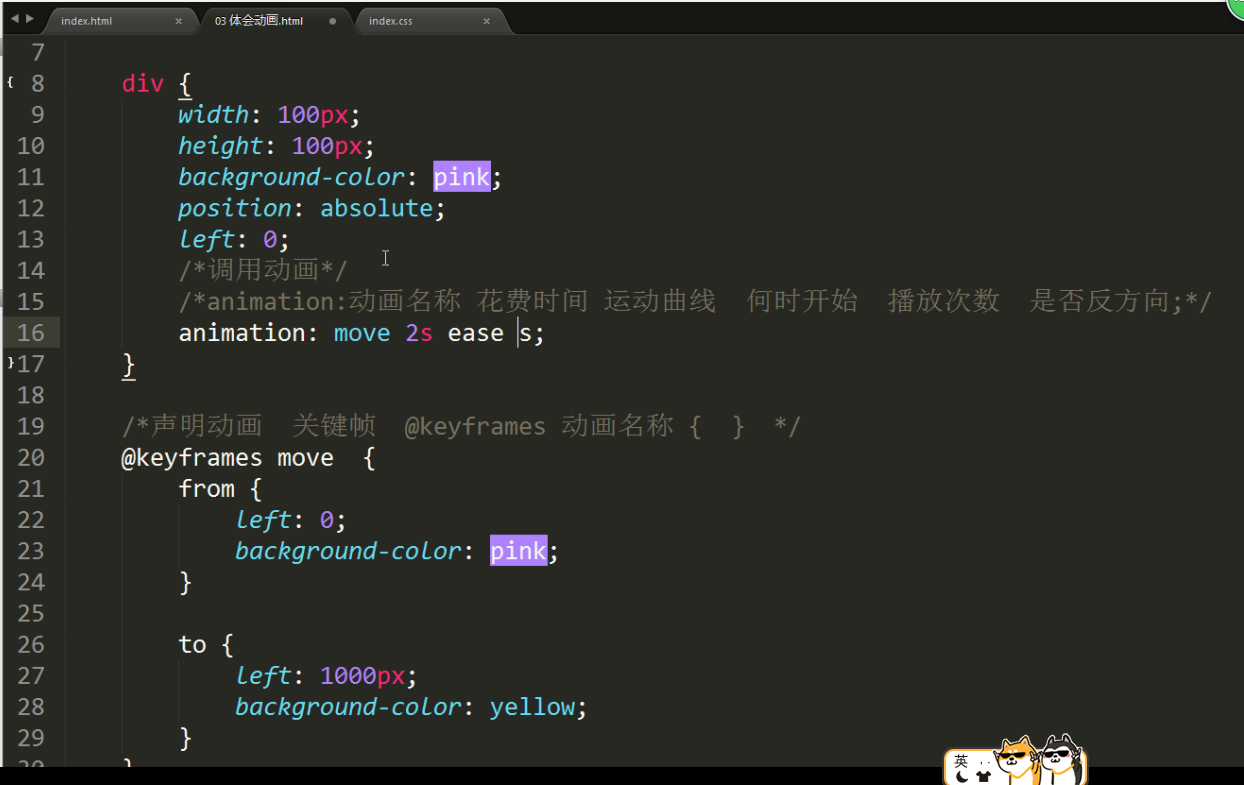 index.html × 03 体会动画.html index.css ×
7
8 div {
9 width: 100px;
10 height: 100px;
11 background-color: pink;
12 position: absolute;
13 left: 0;
14 /*调用动画*/
15 /*animation:动画名称 花费时间 运动曲线 何时开始 播放次数 是否反方向;*/
16 animation: move 2s ease s;
17 }
18
19 /*声明动画 关键帧 @keyframes 动画名称 { } */
20 @keyframes move {
21 from {
22 left: 0;
23 background-color: pink;
24 }
25
26 to {
27 left: 1000px;
28 background-color: yellow;
29 }
30 }
英